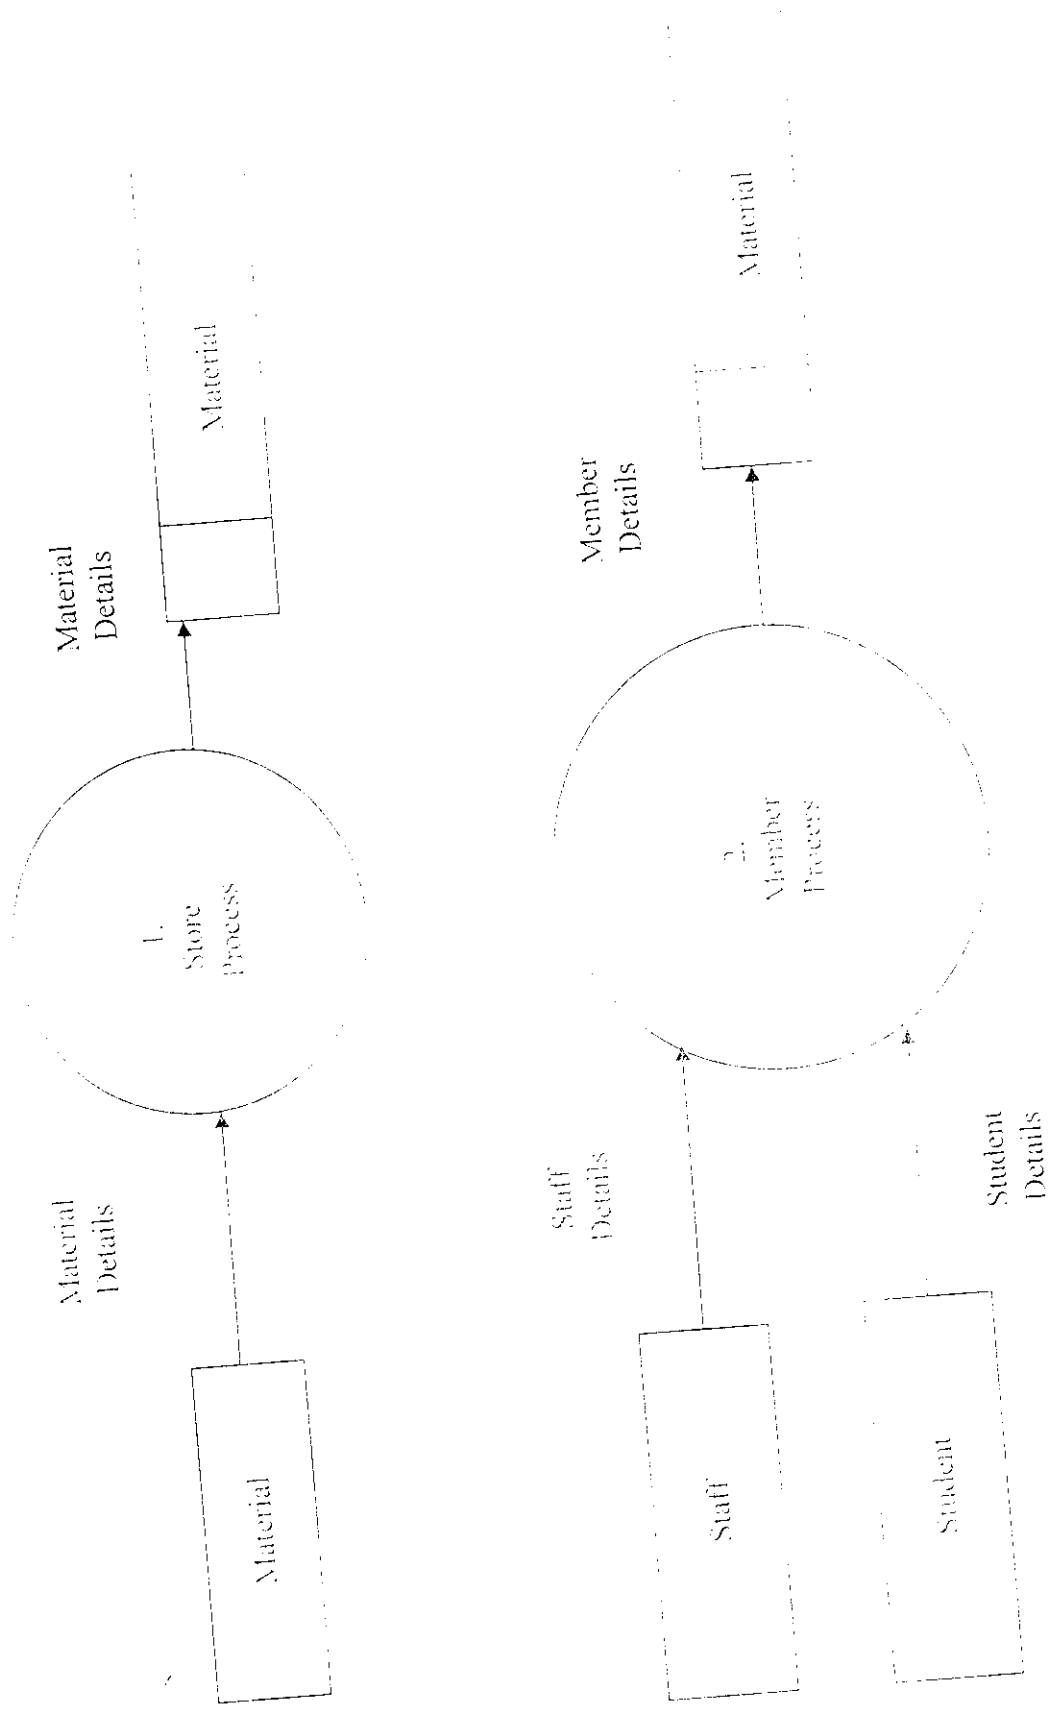 Material
Material
Details
1.
Store
Process
Material
Details
Material
Staff
Student
Staff
Details
Student
Details
2.
Member
Process
Member
Details
Material